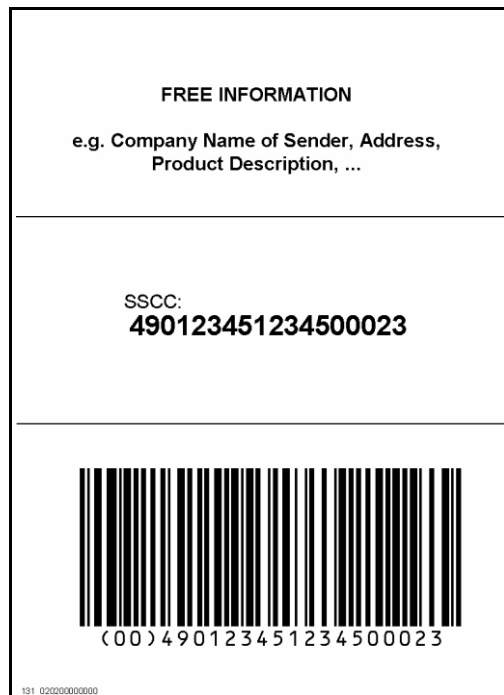 FREE INFORMATION
e.g. Company Name of Sender, Address,
Product Description, ...
SSCC:
490123451234500023
(00)490123451234500023
131 020200000000